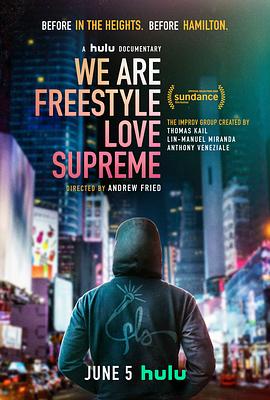 BEFORE IN THE HEIGHTS. BEFORE HAMILTON.
A hulu DOCUMENTARY
WE ARE
FREESTYLE
LOVE
SUPREME
DIRECTED BY ANDREW FRIED
sundance
THE IMPROV GROUP CREATED BY
THOMAS KAIL
LIN-MANUEL MIRANDA
ANTHONY VENEZIALE
fls
JUNE 5 hulu